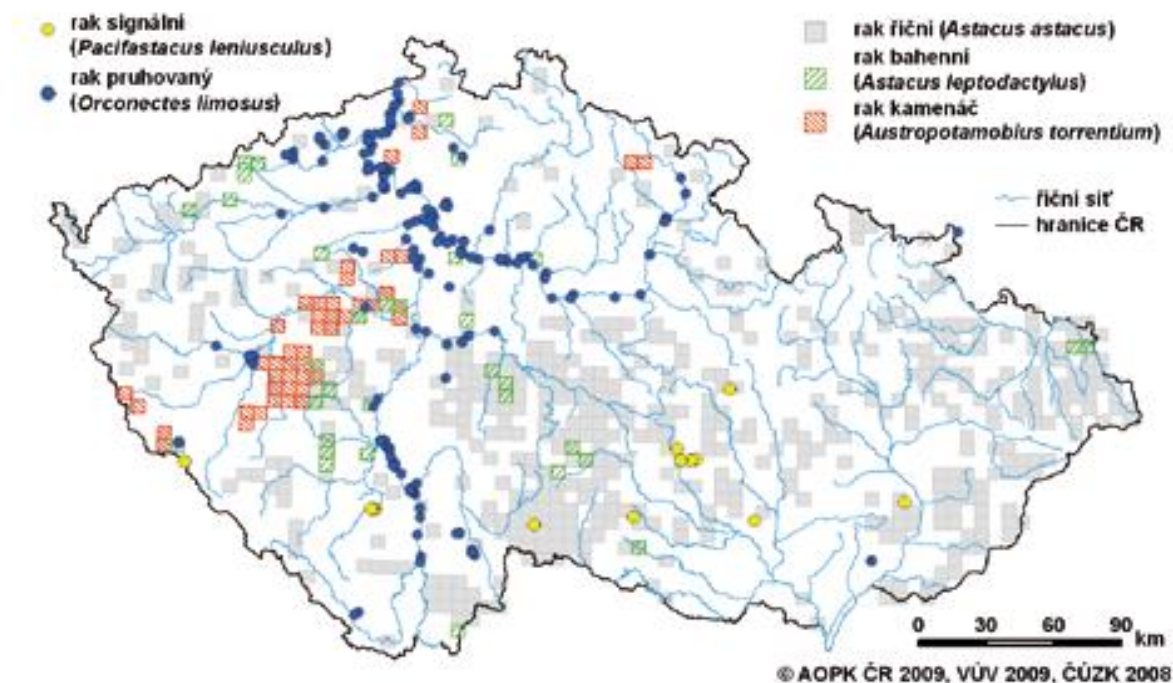 rak signální
(Pacifastacus leniusculus)
rak pruhovaný
(Orconectes limosus)
rak říční (Astacus astacus)
rak bahenní
(Astacus leptodactylus)
rak kamenáč
(Austropotamobius torrentium)
říční síť
hranice ČR
0 30 60 90
km
© AOPK ČR 2009, VÚV 2009, ČÚZK 2008